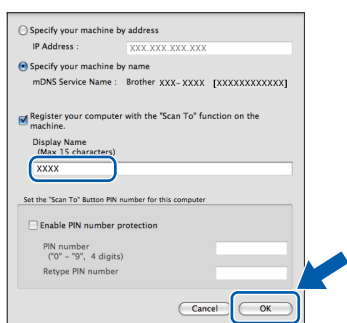 Specify your machine by address
IP Address : XXX.XXX.XXX.XXX
Specify your machine by name
mDNS Service Name : Brother XXX-XXXX [XXXXXXXXXXXX]
Register your computer with the "Scan To" function on the
machine.
Display Name
(Max 15 characters)
XXXX
Set the "Scan To" Button PIN number for this computer
Enable PIN number protection
PIN number
("0" - "9", 4 digits)
Retype PIN number
Cancel OK